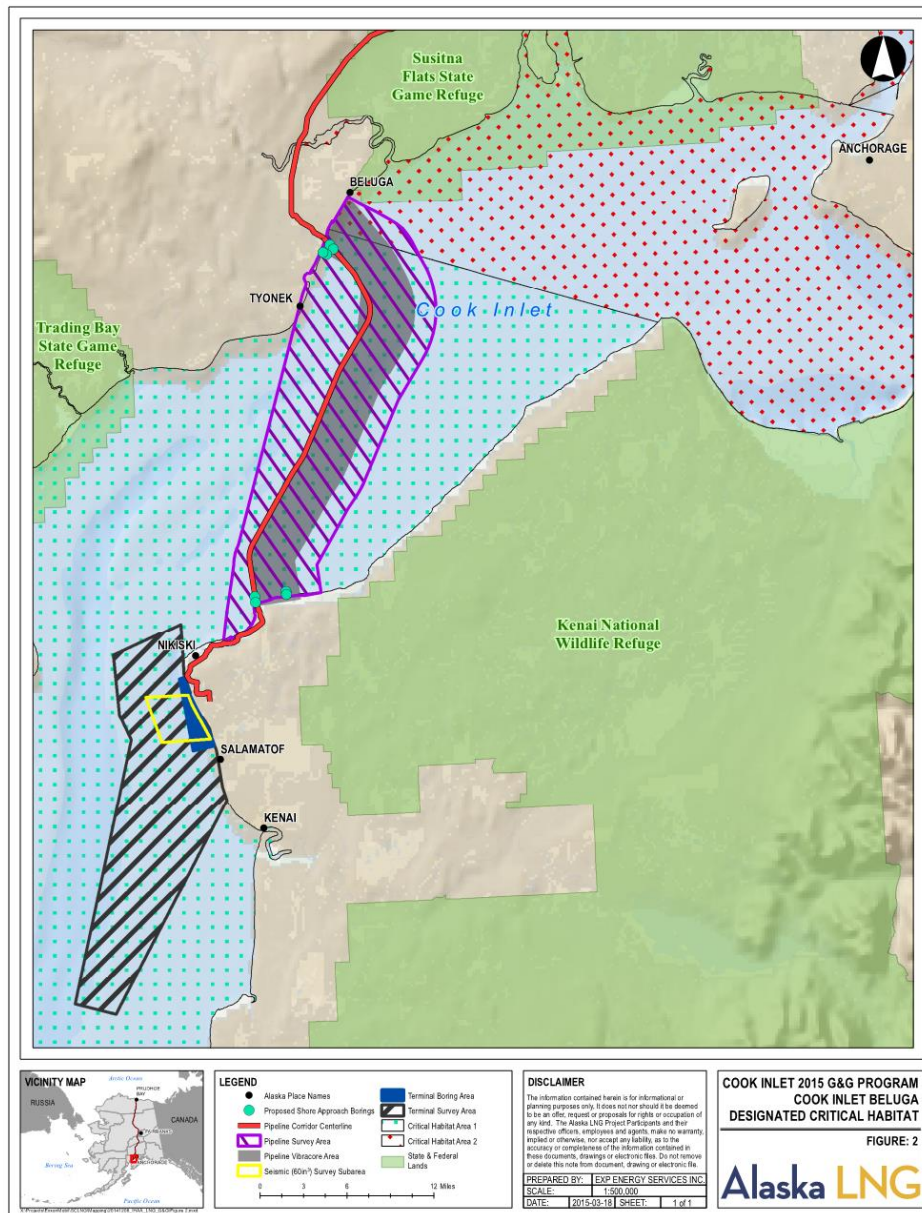 Susitna
Flats State
Game Refuge
ANCHORAGE
BELUGA
TYONEK
Cook Inlet
Trading Bay
State Game
Refuge
Kenai National
Wildlife Refuge
NIKISKI
SALAMATOF
KENAI
VICINITY MAP
Arctic Ocean
PRUDHOE
BAY
RUSSIA
CANADA
ANCHORAGE
Bering Sea
Pacific Ocean
LEGEND
Alaska Place Names
Proposed Shore Approach Borings
Pipeline Corridor Centerline
Pipeline Survey Area
Pipeline Vibracore Area
Seismic (60in³) Survey Subarea
Terminal Boring Area
Terminal Survey Area
Critical Habitat Area 1
Critical Habitat Area 2
State & Federal
Lands
0 3 6 12 Miles
DISCLAIMER
The information contained herein is for informational or
planning purposes only. It does not nor should it be deemed
to be an offer, request or proposals for rights or occupation of
any kind. The Alaska LNG Project Participants and their
respective officers, employees and agents, make no warranty,
implied or otherwise, nor accept any liability, as to the
accuracy or completeness of the information contained in
these documents, drawings or electronic files. Do not remove
or delete this note from document, drawing or electronic file.
PREPARED BY: EXP ENERGY SERVICES INC.
SCALE: 1:500,000
DATE: 2015-03-18 SHEET: 1 of 1
COOK INLET 2015 G&G PROGRAM
COOK INLET BELUGA
DESIGNATED CRITICAL HABITAT
FIGURE: 2
Alaska LNG